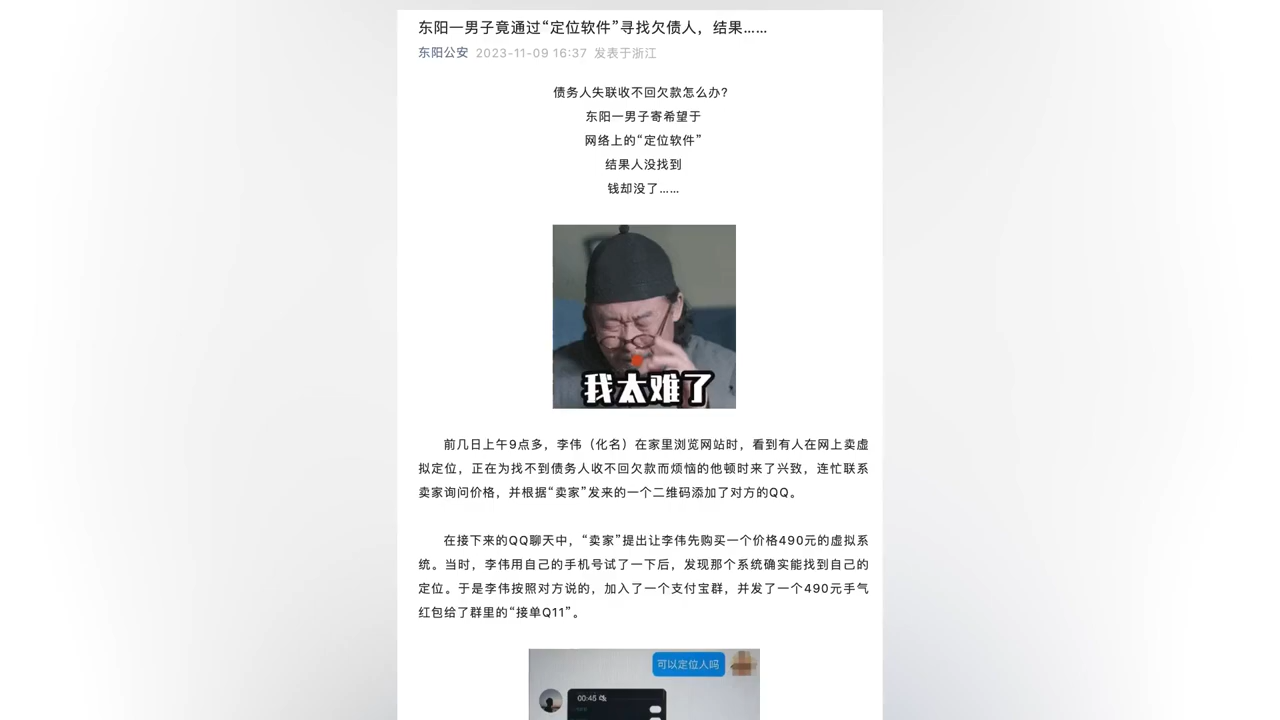 东阳一男子竟通过“定位软件”寻找欠债人，结果……
东阳公安 2023-11-09 16:37 发表于浙江
债务人失联收不回欠款怎么办?
东阳一男子寄希望于
网络上的“定位软件”
结果人没找到
钱却没了……
我太难了
前几日上午9点多，李伟（化名）在家里浏览网站时，看到有人在网上卖虚
拟定位，正在为找不到债务人收不回欠款而烦恼的他顿时来了兴致，连忙联系
卖家询问价格，并根据“卖家”发来的一个二维码添加了对方的QQ。
在接下来的QQ聊天中，“卖家”提出让李伟先购买一个价格490元的虚拟系
统。当时，李伟用自己的手机号试了一下后，发现那个系统确实能找到自己的
定位。于是李伟按照对方说的，加入了一个支付宝群，并发了一个490元手气
红包给了群里的“接单Q11”。
可以定位人吗
00:45